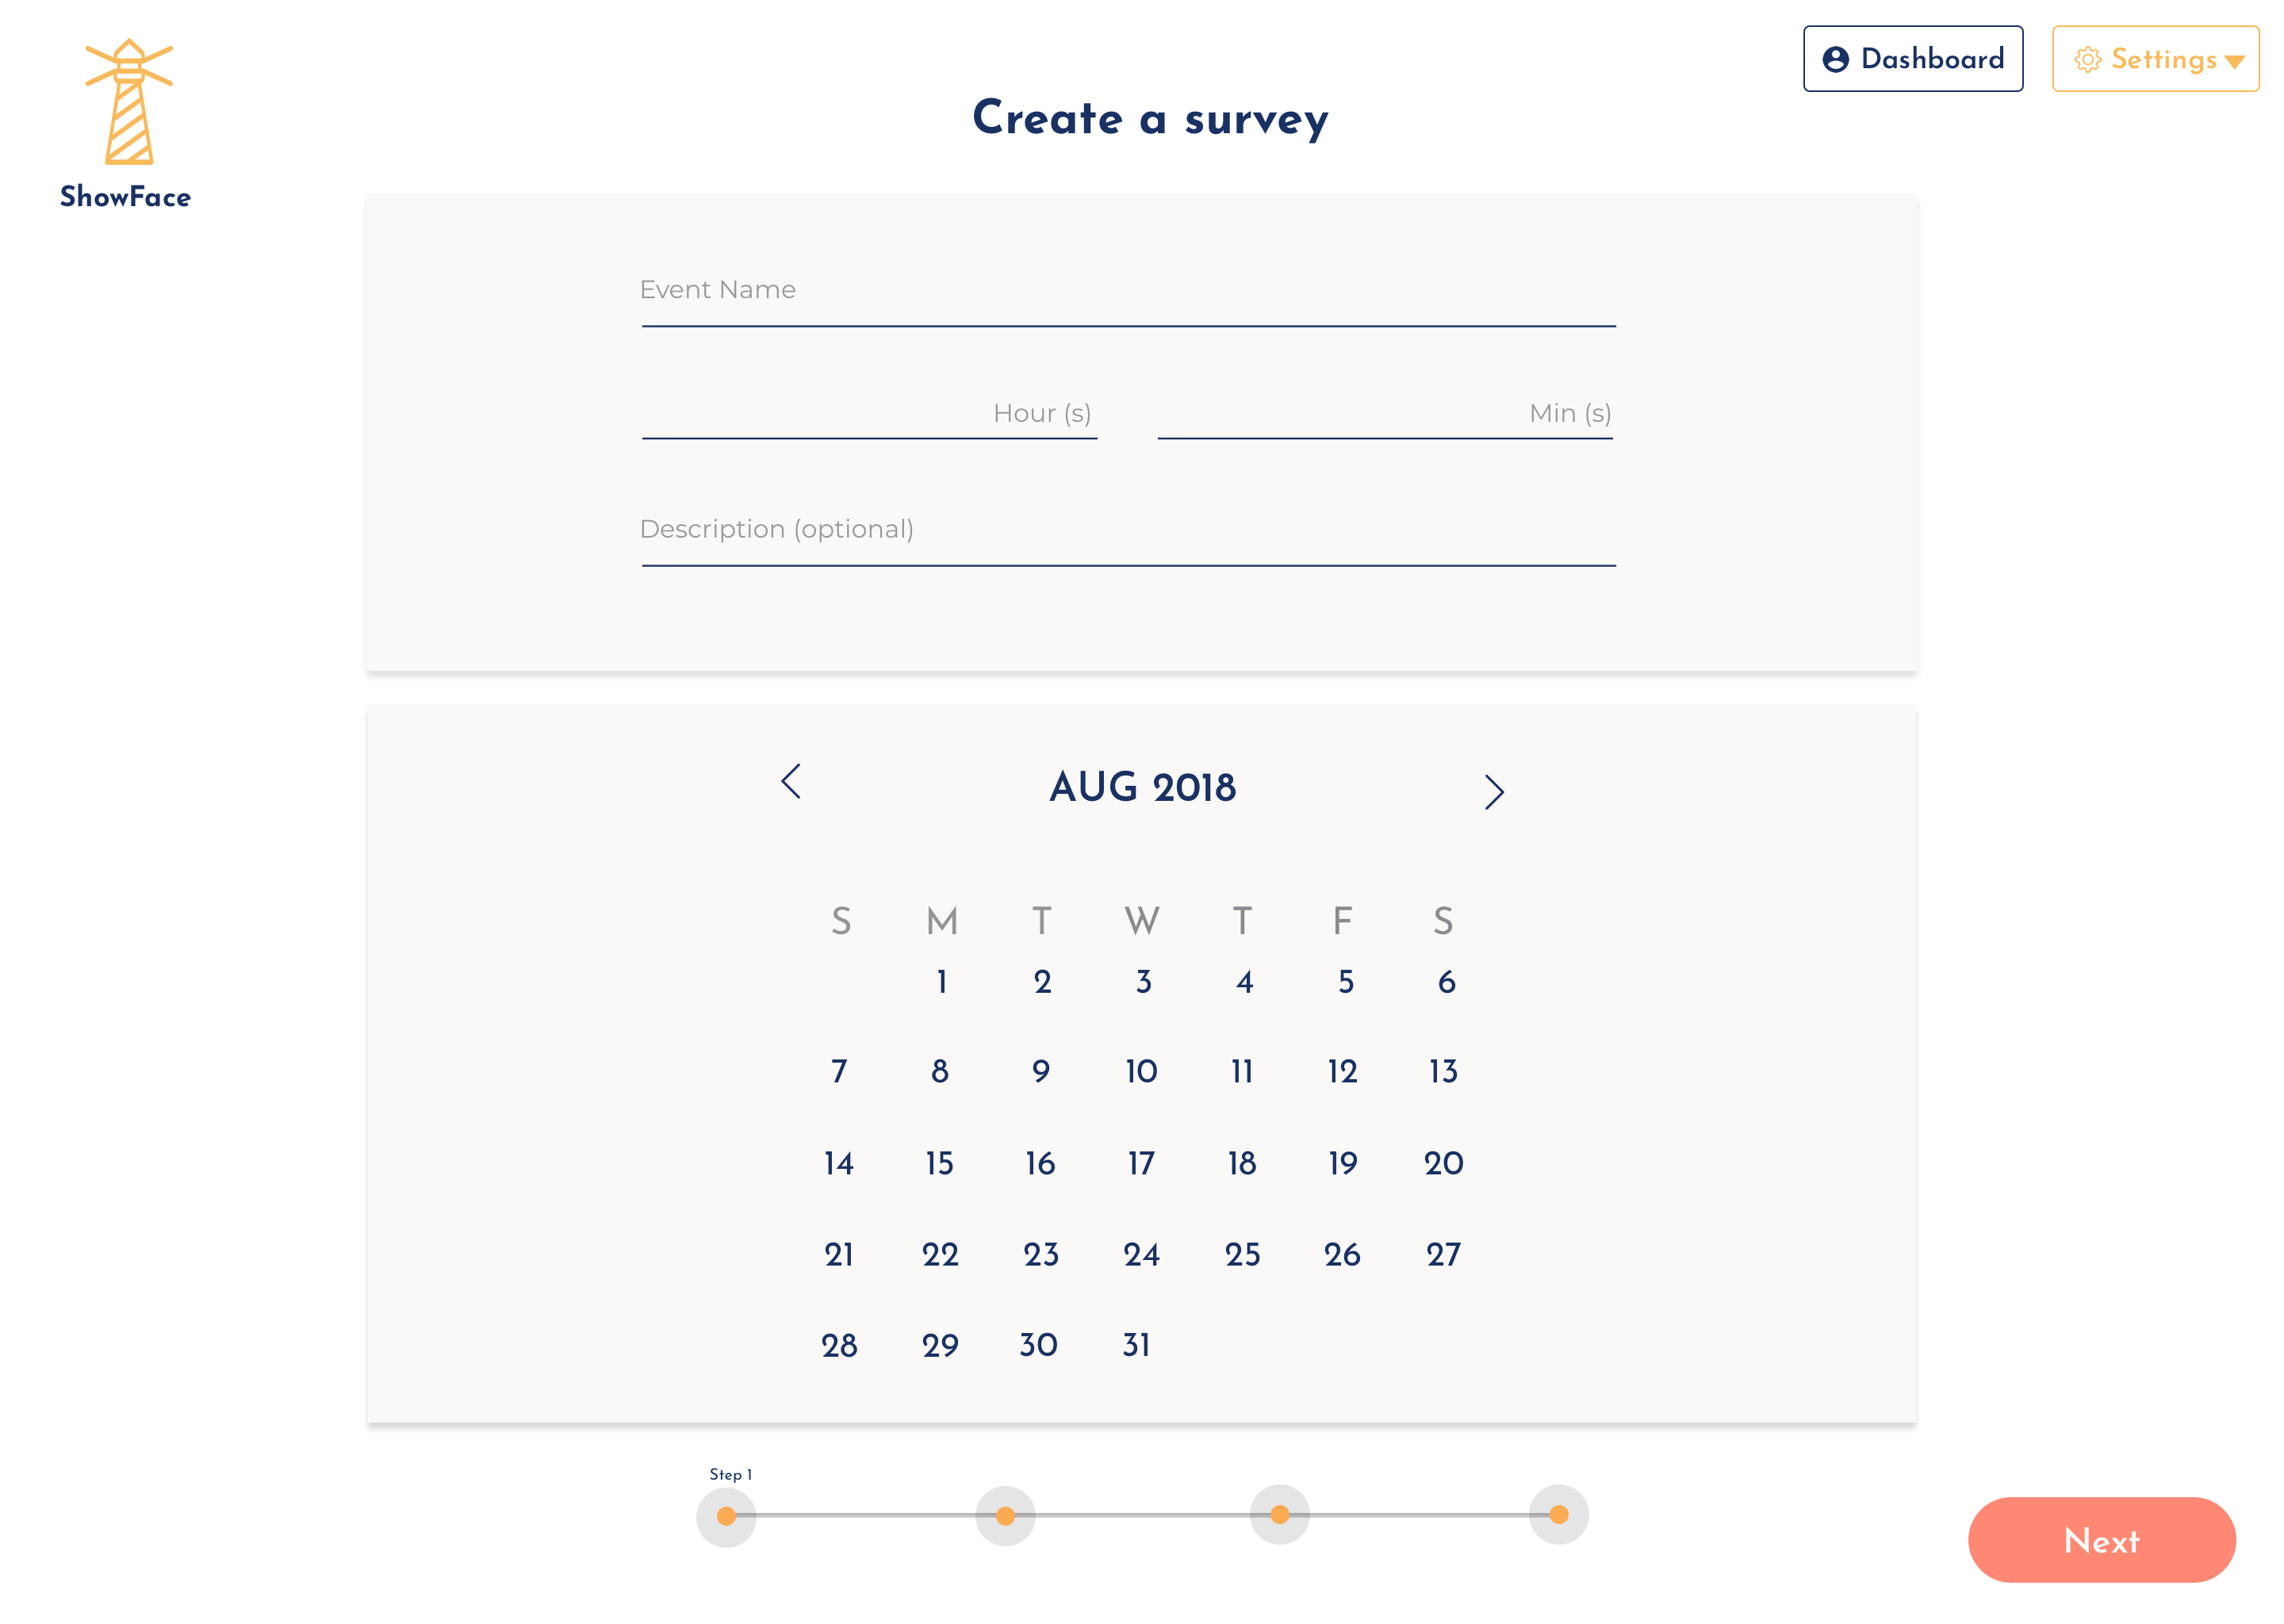 Dashboard
Settings
Create a survey
ShowFace
Event Name
Hour (s) Min (s)
Description (optional)
AUG 2018
S M T W T F S
1 2 3 4 5 6
7 8 9 10 11 12 13
14 15 16 17 18 19 20
21 22 23 24 25 26 27
28 29 30 31
Step 1
Next